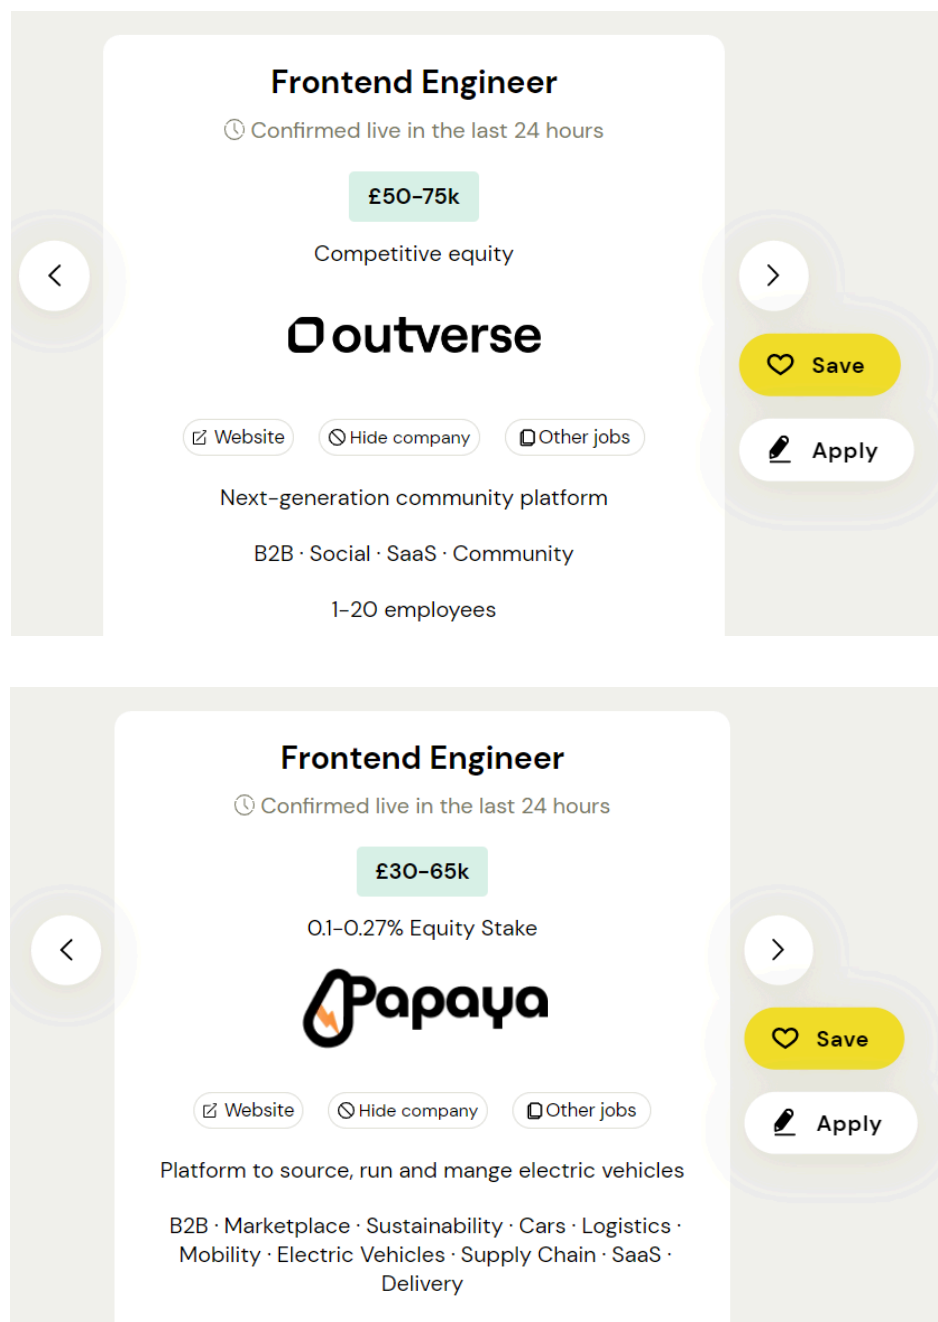 Frontend Engineer
Confirmed live in the last 24 hours
£50-75k
Competitive equity
outverse
Website
Hide company
Other jobs
Save
Apply
Next-generation community platform
B2B · Social · SaaS · Community
1-20 employees
Frontend Engineer
Confirmed live in the last 24 hours
£30-65k
0.1-0.27% Equity Stake
Papaya
Website
Hide company
Other jobs
Save
Apply
Platform to source, run and mange electric vehicles
B2B · Marketplace · Sustainability · Cars · Logistics ·
Mobility · Electric Vehicles · Supply Chain · SaaS ·
Delivery